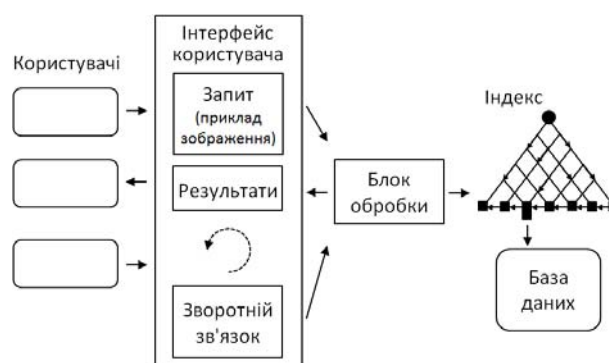 Користувачі
Інтерфейс
користувача
Запит
(приклад
зображення)
Результати
Зворотній
зв'язок
Блок
обробки
Індекс
База
даних